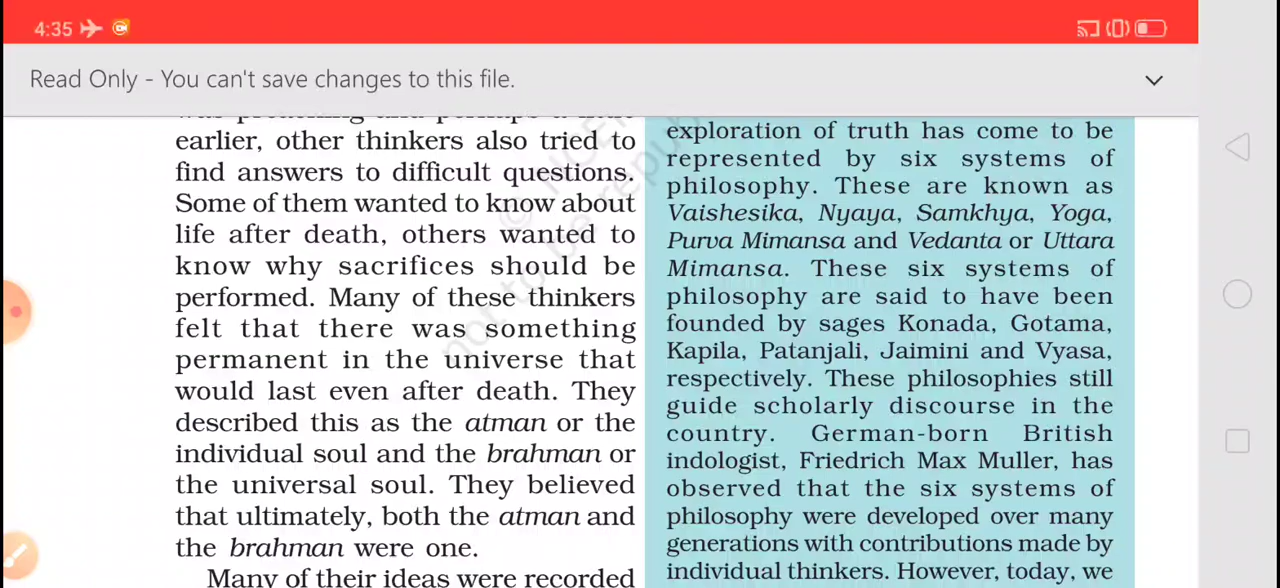 4:35
Read Only - You can't save changes to this file.
was preaching and perhaps a
earlier, other thinkers also tried to
find answers to difficult questions.
Some of them wanted to know about
life after death, others wanted to
know why sacrifices should be
performed. Many of these thinkers
felt that there was something
permanent in the universe that
would last even after death. They
described this as the atman or the
individual soul and the brahman or
the universal soul. They believed
that ultimately, both the atman and
the brahman were one.
Many of their ideas were recorded
exploration of truth has come to be
represented by six systems of
philosophy. These are known as
Vaishesika, Nyaya, Samkhya, Yoga,
Purva Mimansa and Vedanta or Uttara
Mimansa. These six systems of
philosophy are said to have been
founded by sages Konada, Gotama,
Kapila, Patanjali, Jaimini and Vyasa,
respectively. These philosophies still
guide scholarly discourse in the
country. German-born British
indologist, Friedrich Max Muller, has
observed that the six systems of
philosophy were developed over many
generations with contributions made by
individual thinkers. However, today, we
© NCE
not to be repub